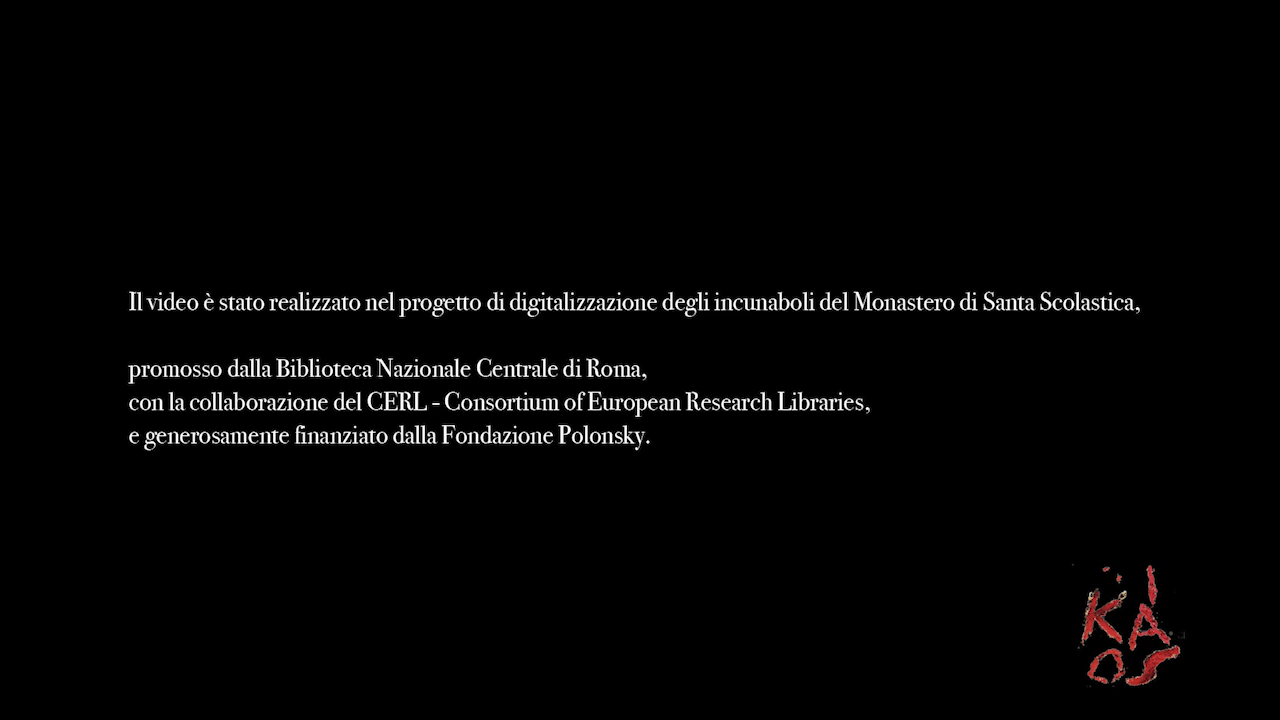 Il video è stato realizzato nel progetto di digitalizzazione degli incunaboli del Monastero di Santa Scolastica,
promosso dalla Biblioteca Nazionale Centrale di Roma,
con la collaborazione del CERL - Consortium of European Research Libraries,
e generosamente finanziato dalla Fondazione Polonsky.
KA
OS